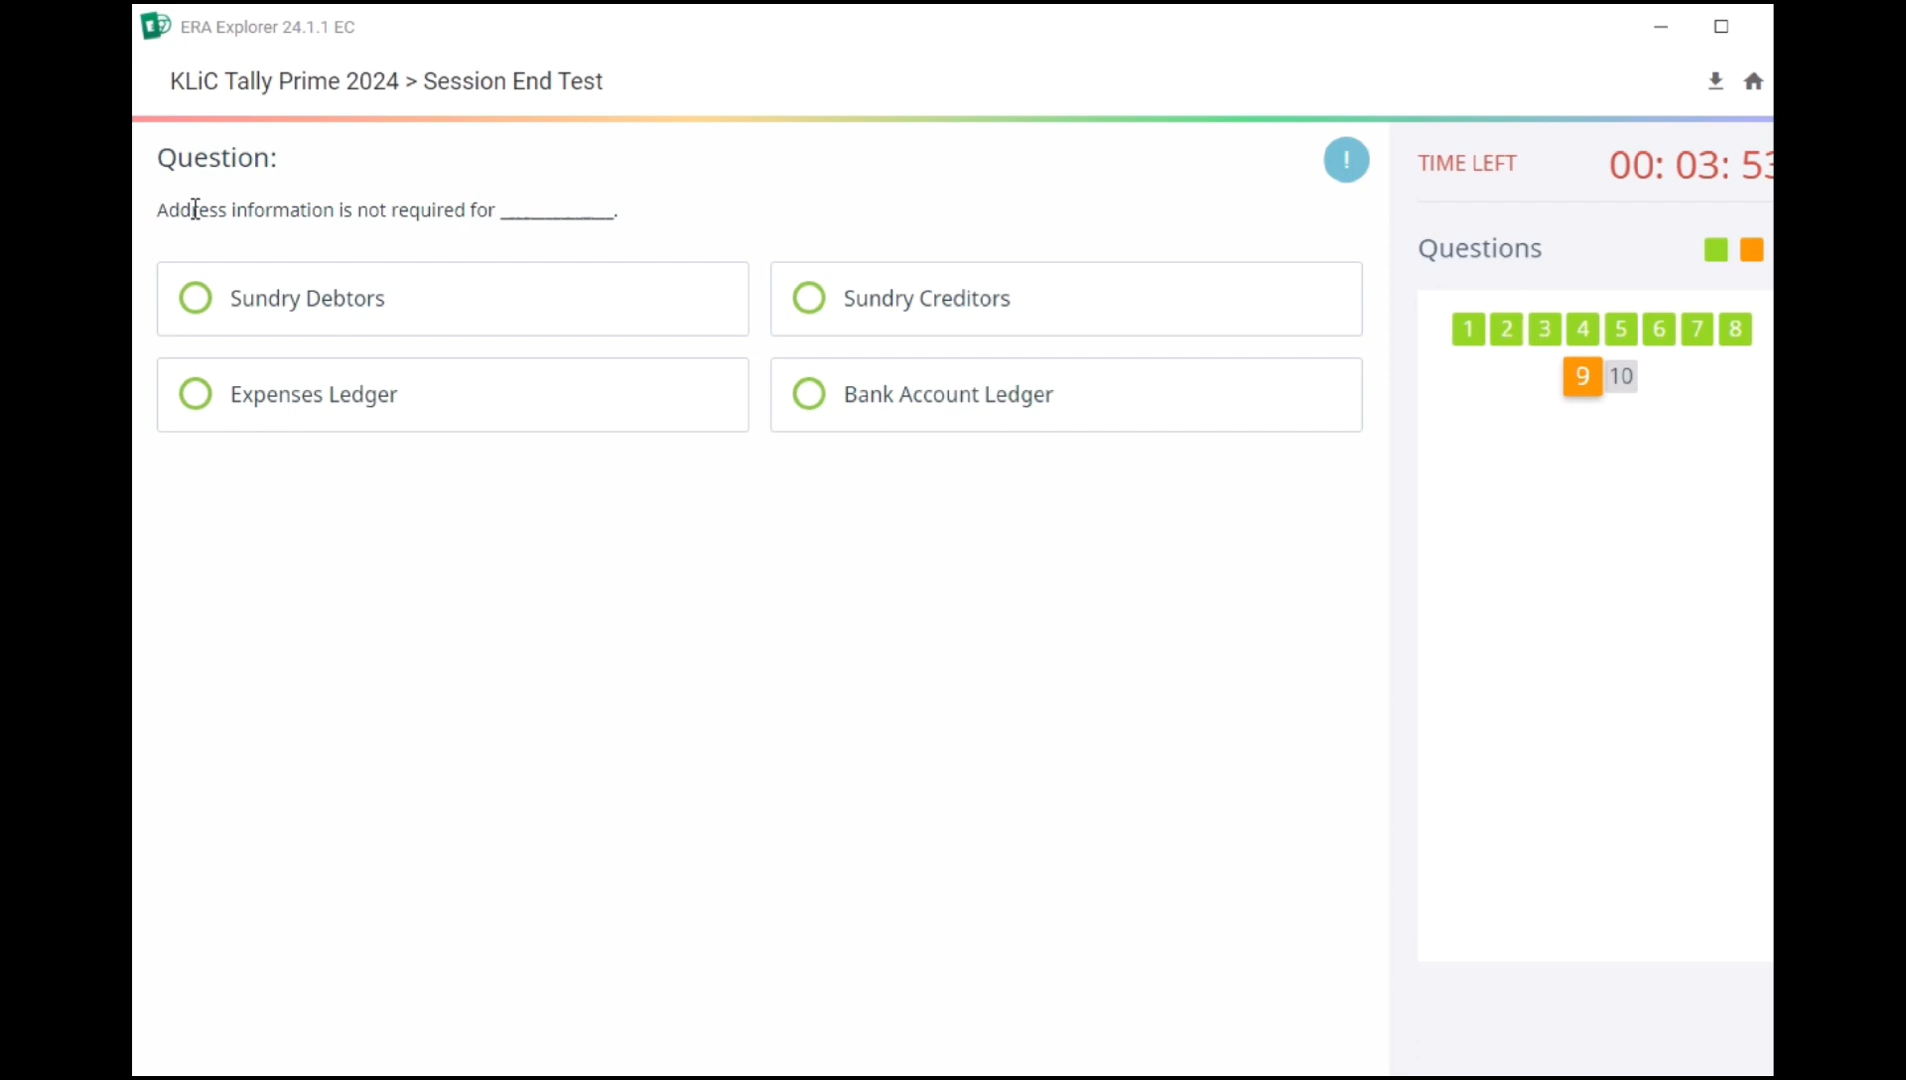 ERA Explorer 24.1.1 EC
KLiC Tally Prime 2024 > Session End Test
Question:
!
TIME LEFT 00: 03: 53
Address information is not required for ____________.
Questions
Sundry Debtors
Sundry Creditors
1 2 3 4 5 6 7 8
Expenses Ledger
Bank Account Ledger
9 10